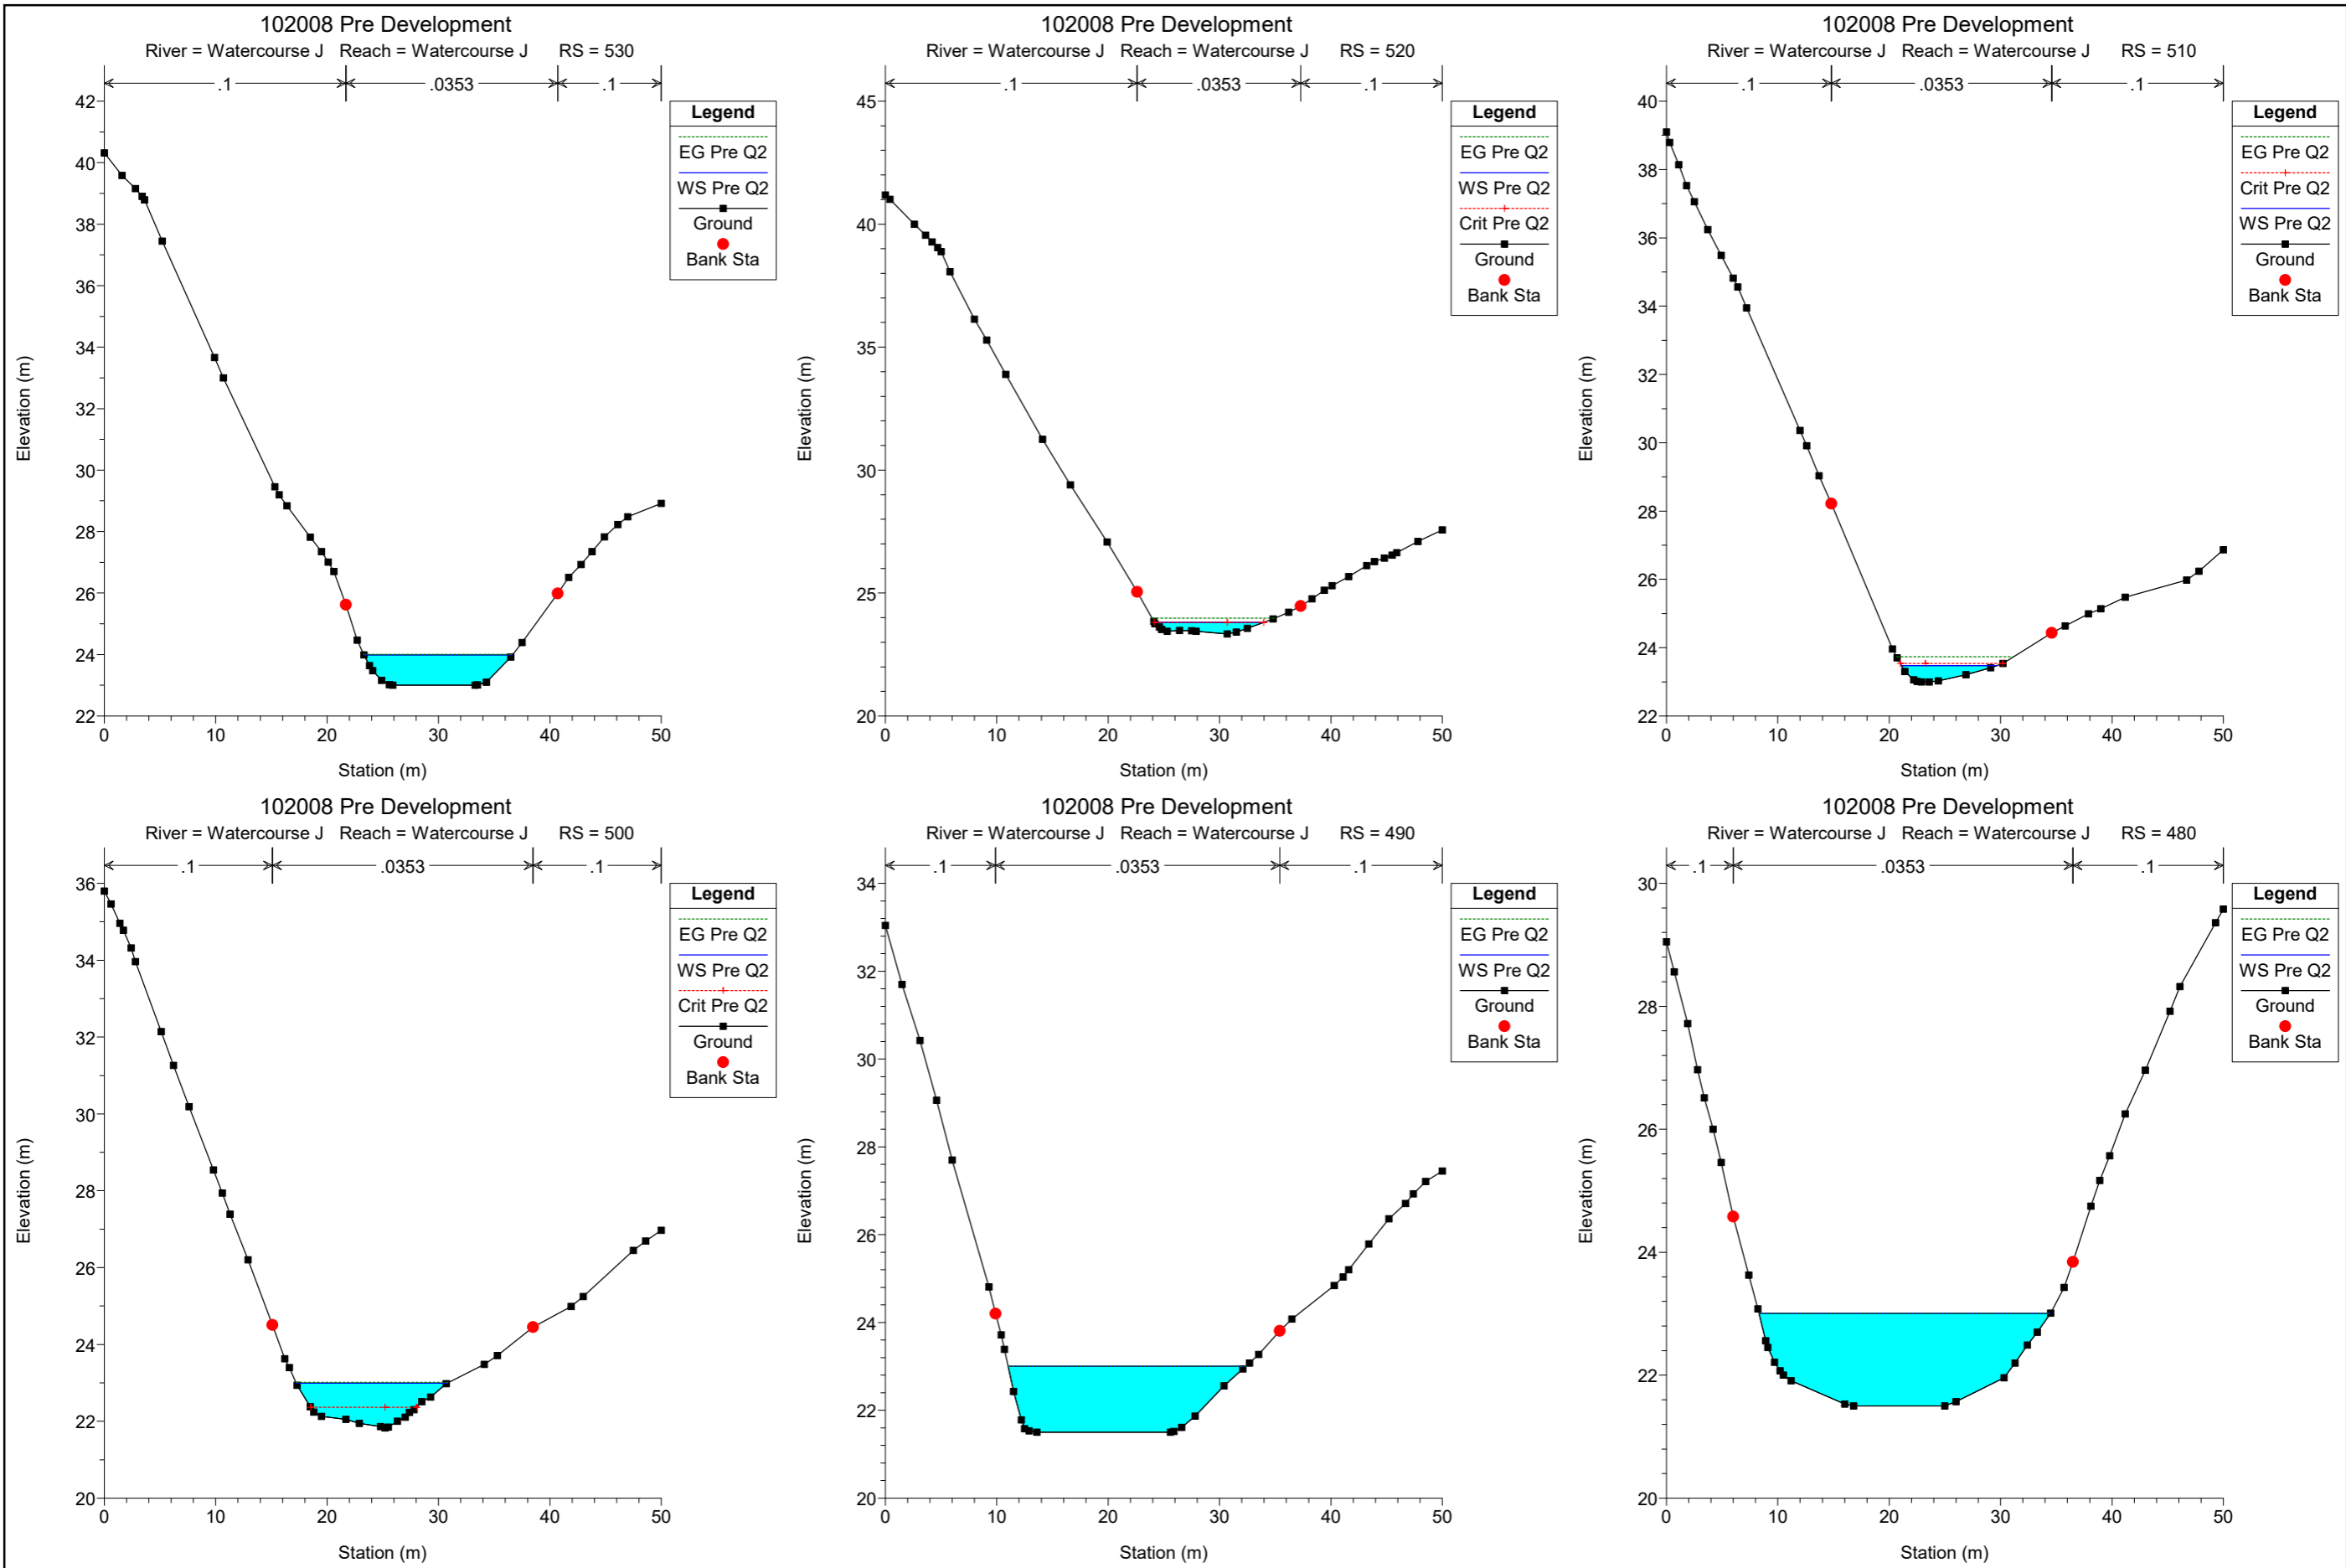 102008 Pre Development
River = Watercourse J Reach = Watercourse J RS = 530
.1 .0353 .1
42
40
38
36
34
32
30
28
26
24
22
0 10 20 30 40 50
Elevation (m)
Station (m)
Legend
EG Pre Q2
WS Pre Q2
Ground
Bank Sta
102008 Pre Development
River = Watercourse J Reach = Watercourse J RS = 520
.1 .0353 .1
45
40
35
30
25
20
0 10 20 30 40 50
Elevation (m)
Station (m)
Legend
EG Pre Q2
WS Pre Q2
Crit Pre Q2
Ground
Bank Sta
102008 Pre Development
River = Watercourse J Reach = Watercourse J RS = 510
.1 .0353 .1
40
38
36
34
32
30
28
26
24
22
0 10 20 30 40 50
Elevation (m)
Station (m)
Legend
EG Pre Q2
Crit Pre Q2
WS Pre Q2
Ground
Bank Sta
102008 Pre Development
River = Watercourse J Reach = Watercourse J RS = 500
.1 .0353 .1
36
34
32
30
28
26
24
22
20
0 10 20 30 40 50
Elevation (m)
Station (m)
Legend
EG Pre Q2
WS Pre Q2
Crit Pre Q2
Ground
Bank Sta
102008 Pre Development
River = Watercourse J Reach = Watercourse J RS = 490
.1 .0353 .1
34
32
30
28
26
24
22
20
0 10 20 30 40 50
Elevation (m)
Station (m)
Legend
EG Pre Q2
WS Pre Q2
Ground
Bank Sta
102008 Pre Development
River = Watercourse J Reach = Watercourse J RS = 480
.1 .0353 .1
30
28
26
24
22
20
0 10 20 30 40 50
Elevation (m)
Station (m)
Legend
EG Pre Q2
WS Pre Q2
Ground
Bank Sta